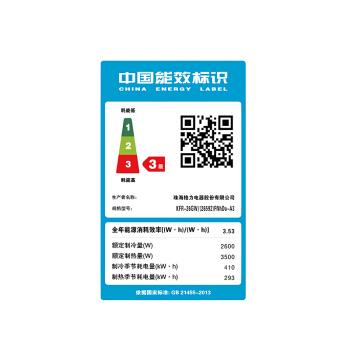 中国能效标识
CHINA ENERGY LABEL
耗能低
1
2
3
3级
耗能高
生产者名称: 珠海格力电器股份有限公司
规格型号:
全年能源消耗效率[(W·h)/(W·h)] 3.53
额定制冷量(W) 2600
额定制热量(W) 3500
制冷季节耗电量(kW·h) 410
制热季节耗电量(kW·h) 293
依据国家标准: GB 21455-2013